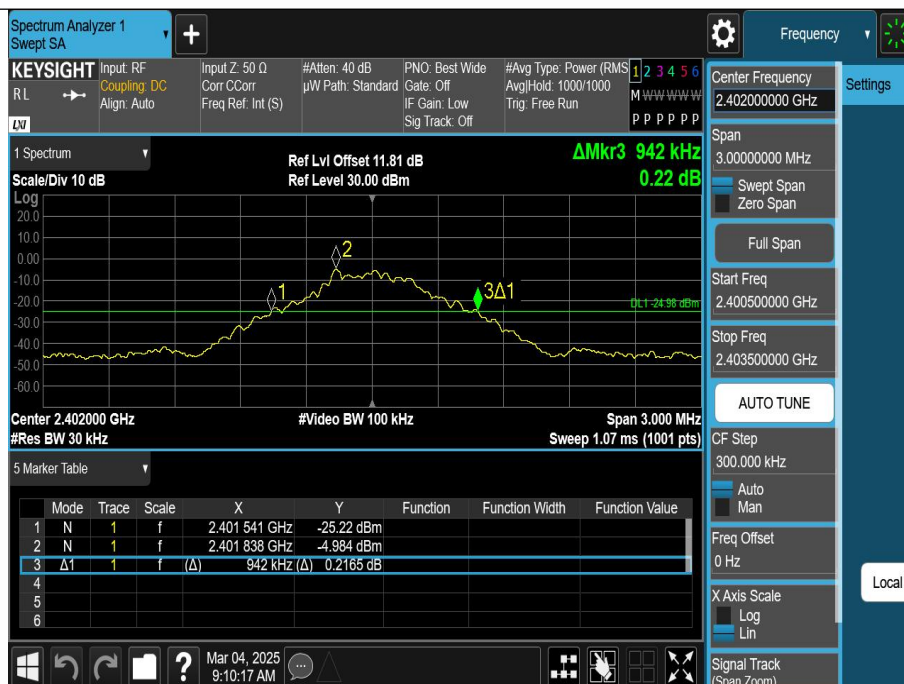 Spectrum Analyzer 1
Swept SA
+
Frequency
KEYSIGHT
RL
LXI
Input: RF
Coupling: DC
Align: Auto
Input Z: 50 Ω
Corr CCorr
Freq Ref: Int (S)
#Atten: 40 dB
µW Path: Standard
PNO: Best Wide
Gate: Off
IF Gain: Low
Sig Track: Off
#Avg Type: Power (RMS
Avg|Hold: 1000/1000
Trig: Free Run
1 2 3 4 5 6
M W W W W W
P P P P P P
1 Spectrum
Scale/Div 10 dB
Ref Lvl Offset 11.81 dB
Ref Level 30.00 dBm
ΔMkr3 942 kHz
0.22 dB
Log
20.0
10.0
0.00
-10.0
-20.0
-30.0
-40.0
-50.0
-60.0
1
2
3Δ1
DL1 -24.98 dBm
Center 2.402000 GHz
#Video BW 100 kHz
Span 3.000 MHz
#Res BW 30 kHz
Sweep 1.07 ms (1001 pts)
5 Marker Table
Mode Trace Scale X Y Function Function Width Function Value
1 N 1 f 2.401 541 GHz -25.22 dBm
2 N 1 f 2.401 838 GHz -4.984 dBm
3 Δ1 1 f (Δ) 942 kHz (Δ) 0.2165 dB
4
5
6
?
Mar 04, 2025
9:10:17 AM
Center Frequency
2.402000000 GHz
Span
3.00000000 MHz
Swept Span
Zero Span
Full Span
Start Freq
2.400500000 GHz
Stop Freq
2.403500000 GHz
AUTO TUNE
CF Step
300.000 kHz
Auto
Man
Freq Offset
0 Hz
X Axis Scale
Log
Lin
Signal Track
(Span Zoom)
Settings
Local